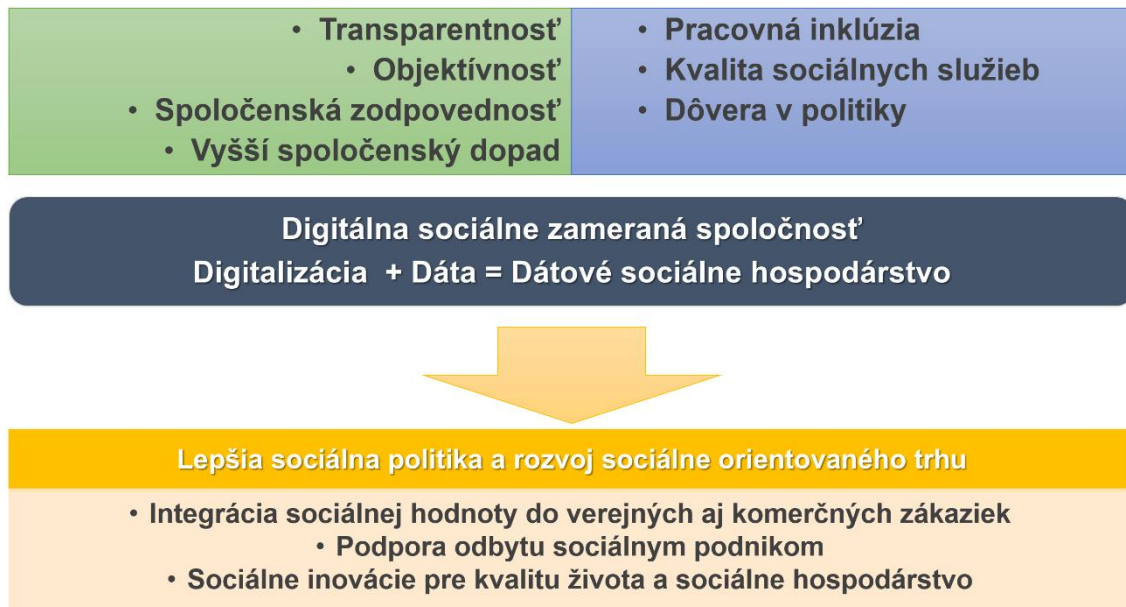 • Transparentnosť
• Objektívnosť
• Spoločenská zodpovednosť
• Vyšší spoločenský dopad
• Pracovná inklúzia
• Kvalita sociálnych služieb
• Dôvera v politiky
Digitálna sociálne zameraná spoločnosť
Digitalizácia + Dáta = Dátové sociálne hospodárstvo
Lepšia sociálna politika a rozvoj sociálne orientovaného trhu
• Integrácia sociálnej hodnoty do verejných aj komerčných zákaziek
• Podpora odbytu sociálnym podnikom
• Sociálne inovácie pre kvalitu života a sociálne hospodárstvo